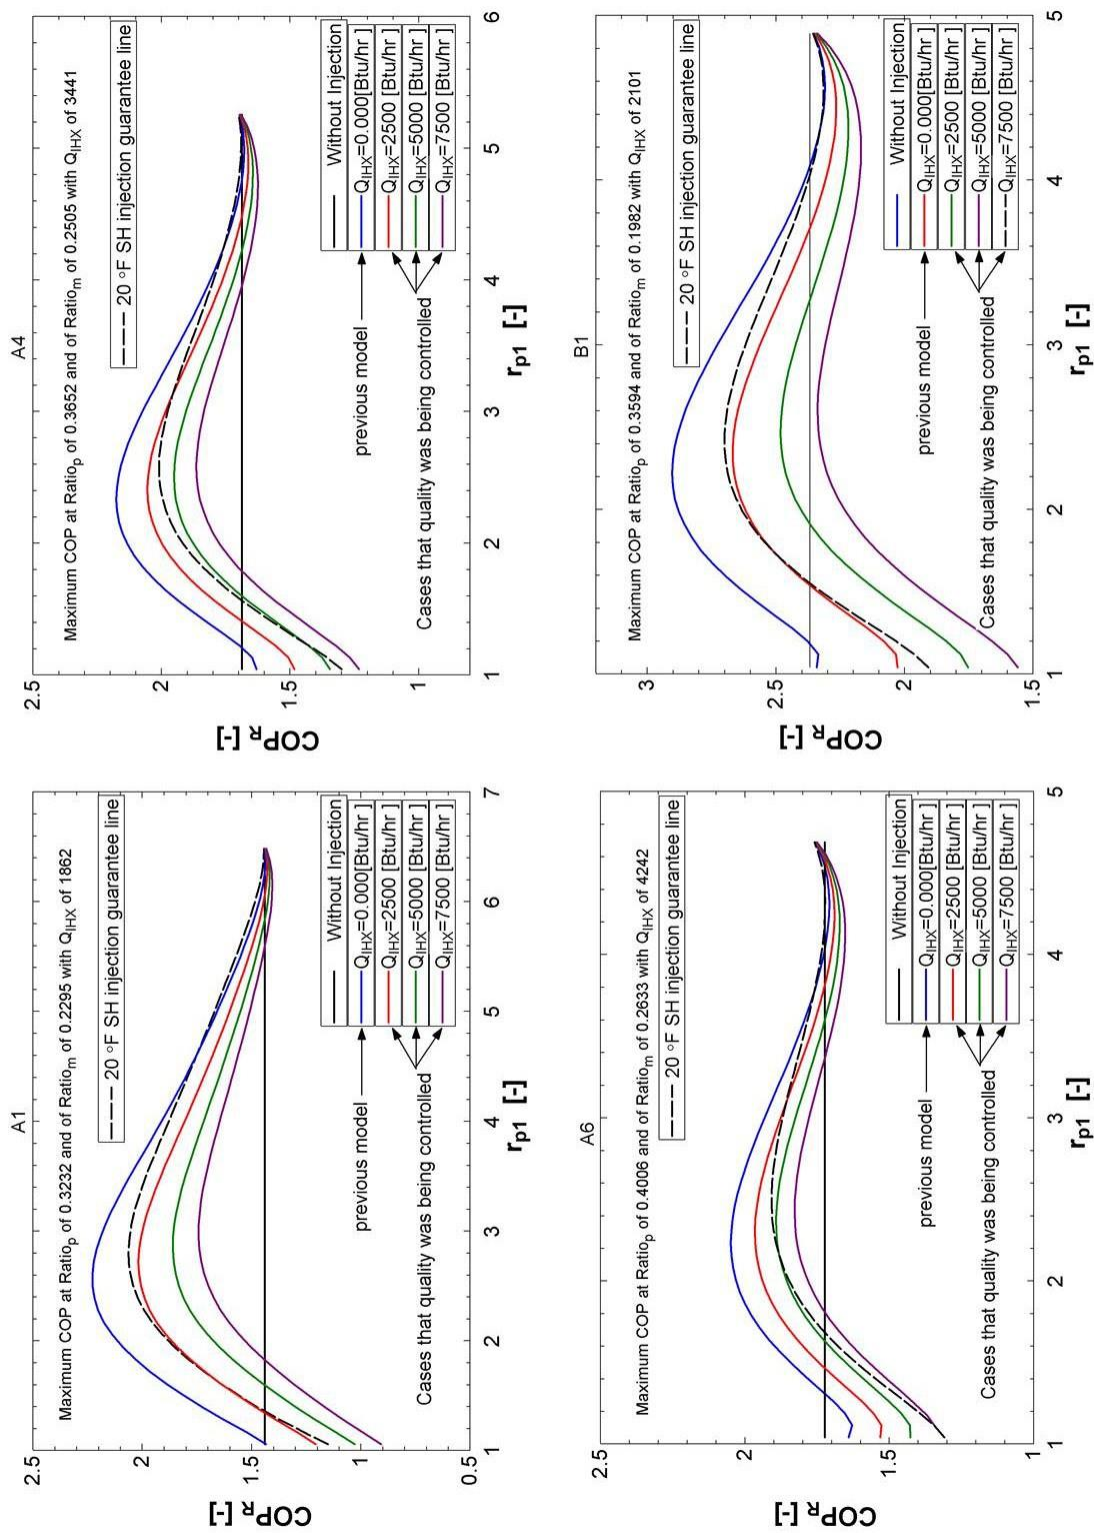 A1
Maximum COP at Ratio_p of 0.3232 and of Ratio_m of 0.2295 with Q_IHX of 1862
20 °F SH injection guarantee line
Without Injection
Q_IHX=0.000[Btu/hr ]
Q_IHX=2500 [Btu/hr ]
Q_IHX=5000 [Btu/hr ]
Q_IHX=7500 [Btu/hr ]
previous model
Cases that quality was being controlled
2.5
2
1.5
1
0.5
COP_R [-]
1 2 3 4 5 6 7
r_p1 [-]
A4
Maximum COP at Ratio_p of 0.3652 and of Ratio_m of 0.2505 with Q_IHX of 3441
20 °F SH injection guarantee line
Without Injection
Q_IHX=0.000[Btu/hr ]
Q_IHX=2500 [Btu/hr ]
Q_IHX=5000 [Btu/hr ]
Q_IHX=7500 [Btu/hr ]
previous model
Cases that quality was being controlled
2.5
2
1.5
1
COP_R [-]
1 2 3 4 5 6
r_p1 [-]
A6
Maximum COP at Ratio_p of 0.4006 and of Ratio_m of 0.2633 with Q_IHX of 4242
20 °F SH injection guarantee line
Without Injection
Q_IHX=0.000[Btu/hr ]
Q_IHX=2500 [Btu/hr ]
Q_IHX=5000 [Btu/hr ]
Q_IHX=7500 [Btu/hr ]
previous model
Cases that quality was being controlled
2.5
2
1.5
COP_R [-]
1 2 3 4 5
r_p1 [-]
B1
Maximum COP at Ratio_p of 0.3594 and of Ratio_m of 0.1982 with Q_IHX of 2101
20 °F SH injection guarantee line
Without Injection
Q_IHX=0.000[Btu/hr ]
Q_IHX=2500 [Btu/hr ]
Q_IHX=5000 [Btu/hr ]
Q_IHX=7500 [Btu/hr ]
previous model
Cases that quality was being controlled
3
2.5
2
1.5
COP_R [-]
1 2 3 4 5
r_p1 [-]